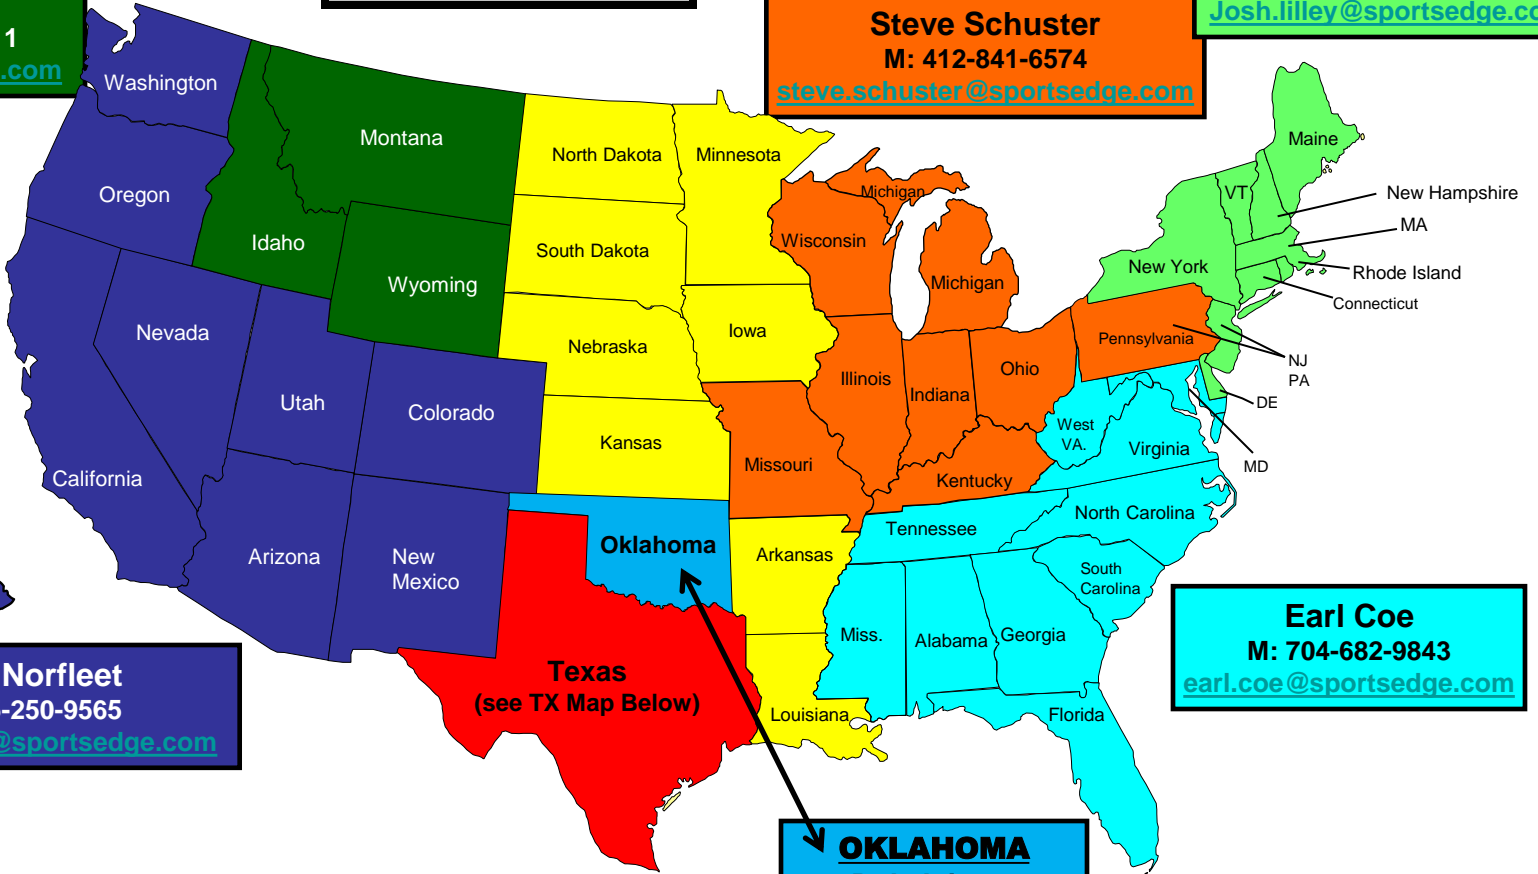 1
.com
Steve Schuster
M: 412-841-6574
steve.schuster@sportsedge.com
Josh.lilley@sportsedge.co
Washington
Oregon
California
Nevada
Idaho
Montana
Wyoming
Utah
Colorado
Arizona
New
Mexico
North Dakota
South Dakota
Nebraska
Kansas
Minnesota
Iowa
Missouri
Arkansas
Louisiana
Oklahoma
Texas
(see TX Map Below)
Wisconsin
Michigan
Michigan
Illinois
Indiana
Ohio
Kentucky
Pennsylvania
West
VA.
Virginia
Tennessee
North Carolina
South
Carolina
Miss.
Alabama
Georgia
Florida
New York
VT
Maine
New Hampshire
MA
Rhode Island
Connecticut
NJ
PA
DE
MD
Norfleet
-250-9565
@sportsedge.com
Earl Coe
M: 704-682-9843
earl.coe@sportsedge.com
OKLAHOMA